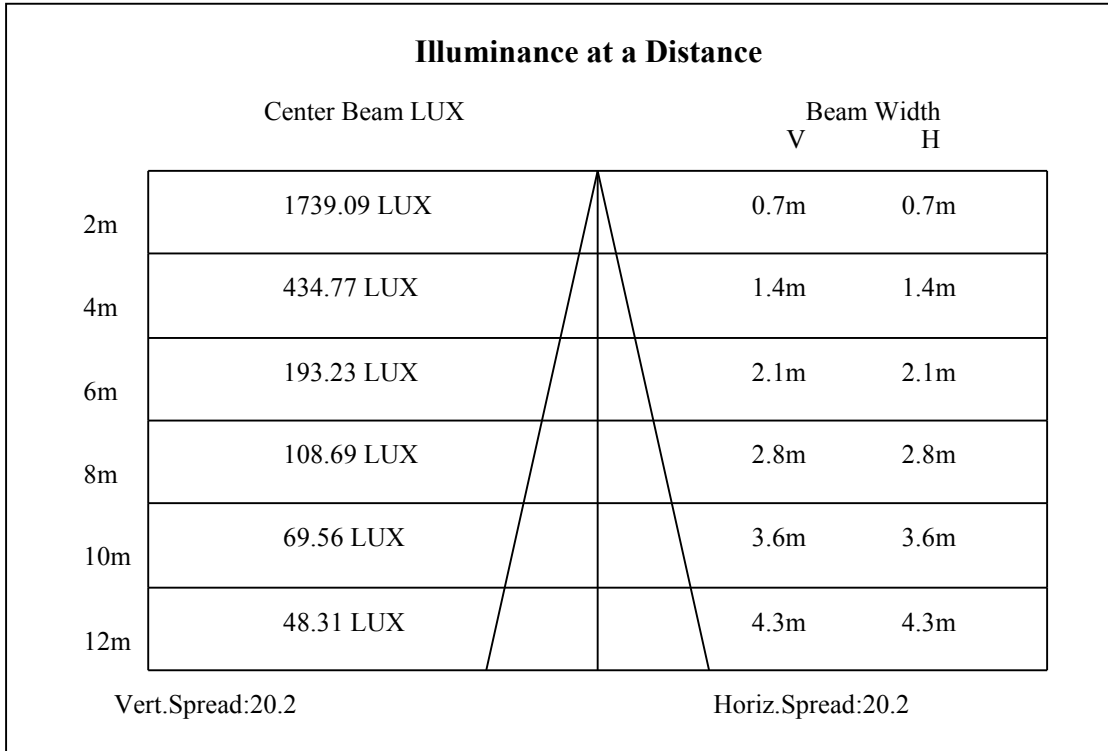 Illuminance at a Distance
Center Beam LUX Beam Width
V H
2m 1739.09 LUX 0.7m 0.7m
4m 434.77 LUX 1.4m 1.4m
6m 193.23 LUX 2.1m 2.1m
8m 108.69 LUX 2.8m 2.8m
10m 69.56 LUX 3.6m 3.6m
12m 48.31 LUX 4.3m 4.3m
Vert.Spread:20.2 Horiz.Spread:20.2